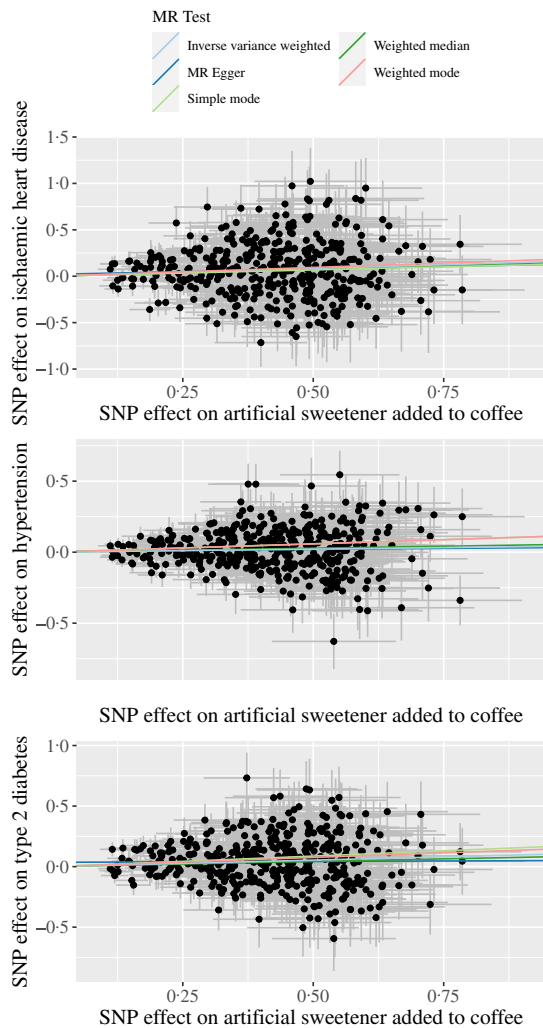 MR Test
Inverse variance weighted
Weighted median
MR Egger
Weighted mode
Simple mode
SNP effect on ischaemic heart disease
1·5
1·0
0·5
0·0
−0·5
−1·0
0·25 0·50 0·75
SNP effect on artificial sweetener added to coffee
SNP effect on hypertension
0·5
0·0
−0·5
SNP effect on artificial sweetener added to coffee
SNP effect on type 2 diabetes
1·0
0·5
0·0
−0·5
0·25 0·50 0·75
SNP effect on artificial sweetener added to coffee